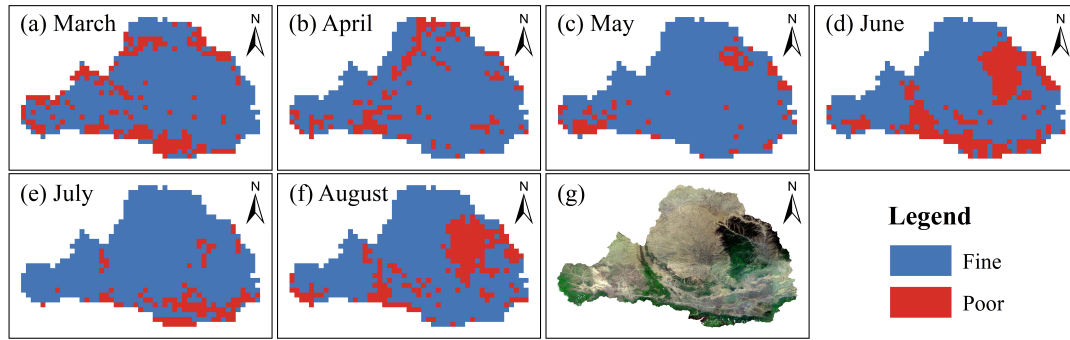 (a) March
N
(b) April
N
(c) May
N
(d) June
N
(e) July
N
(f) August
N
(g)
N
Legend
Fine
Poor